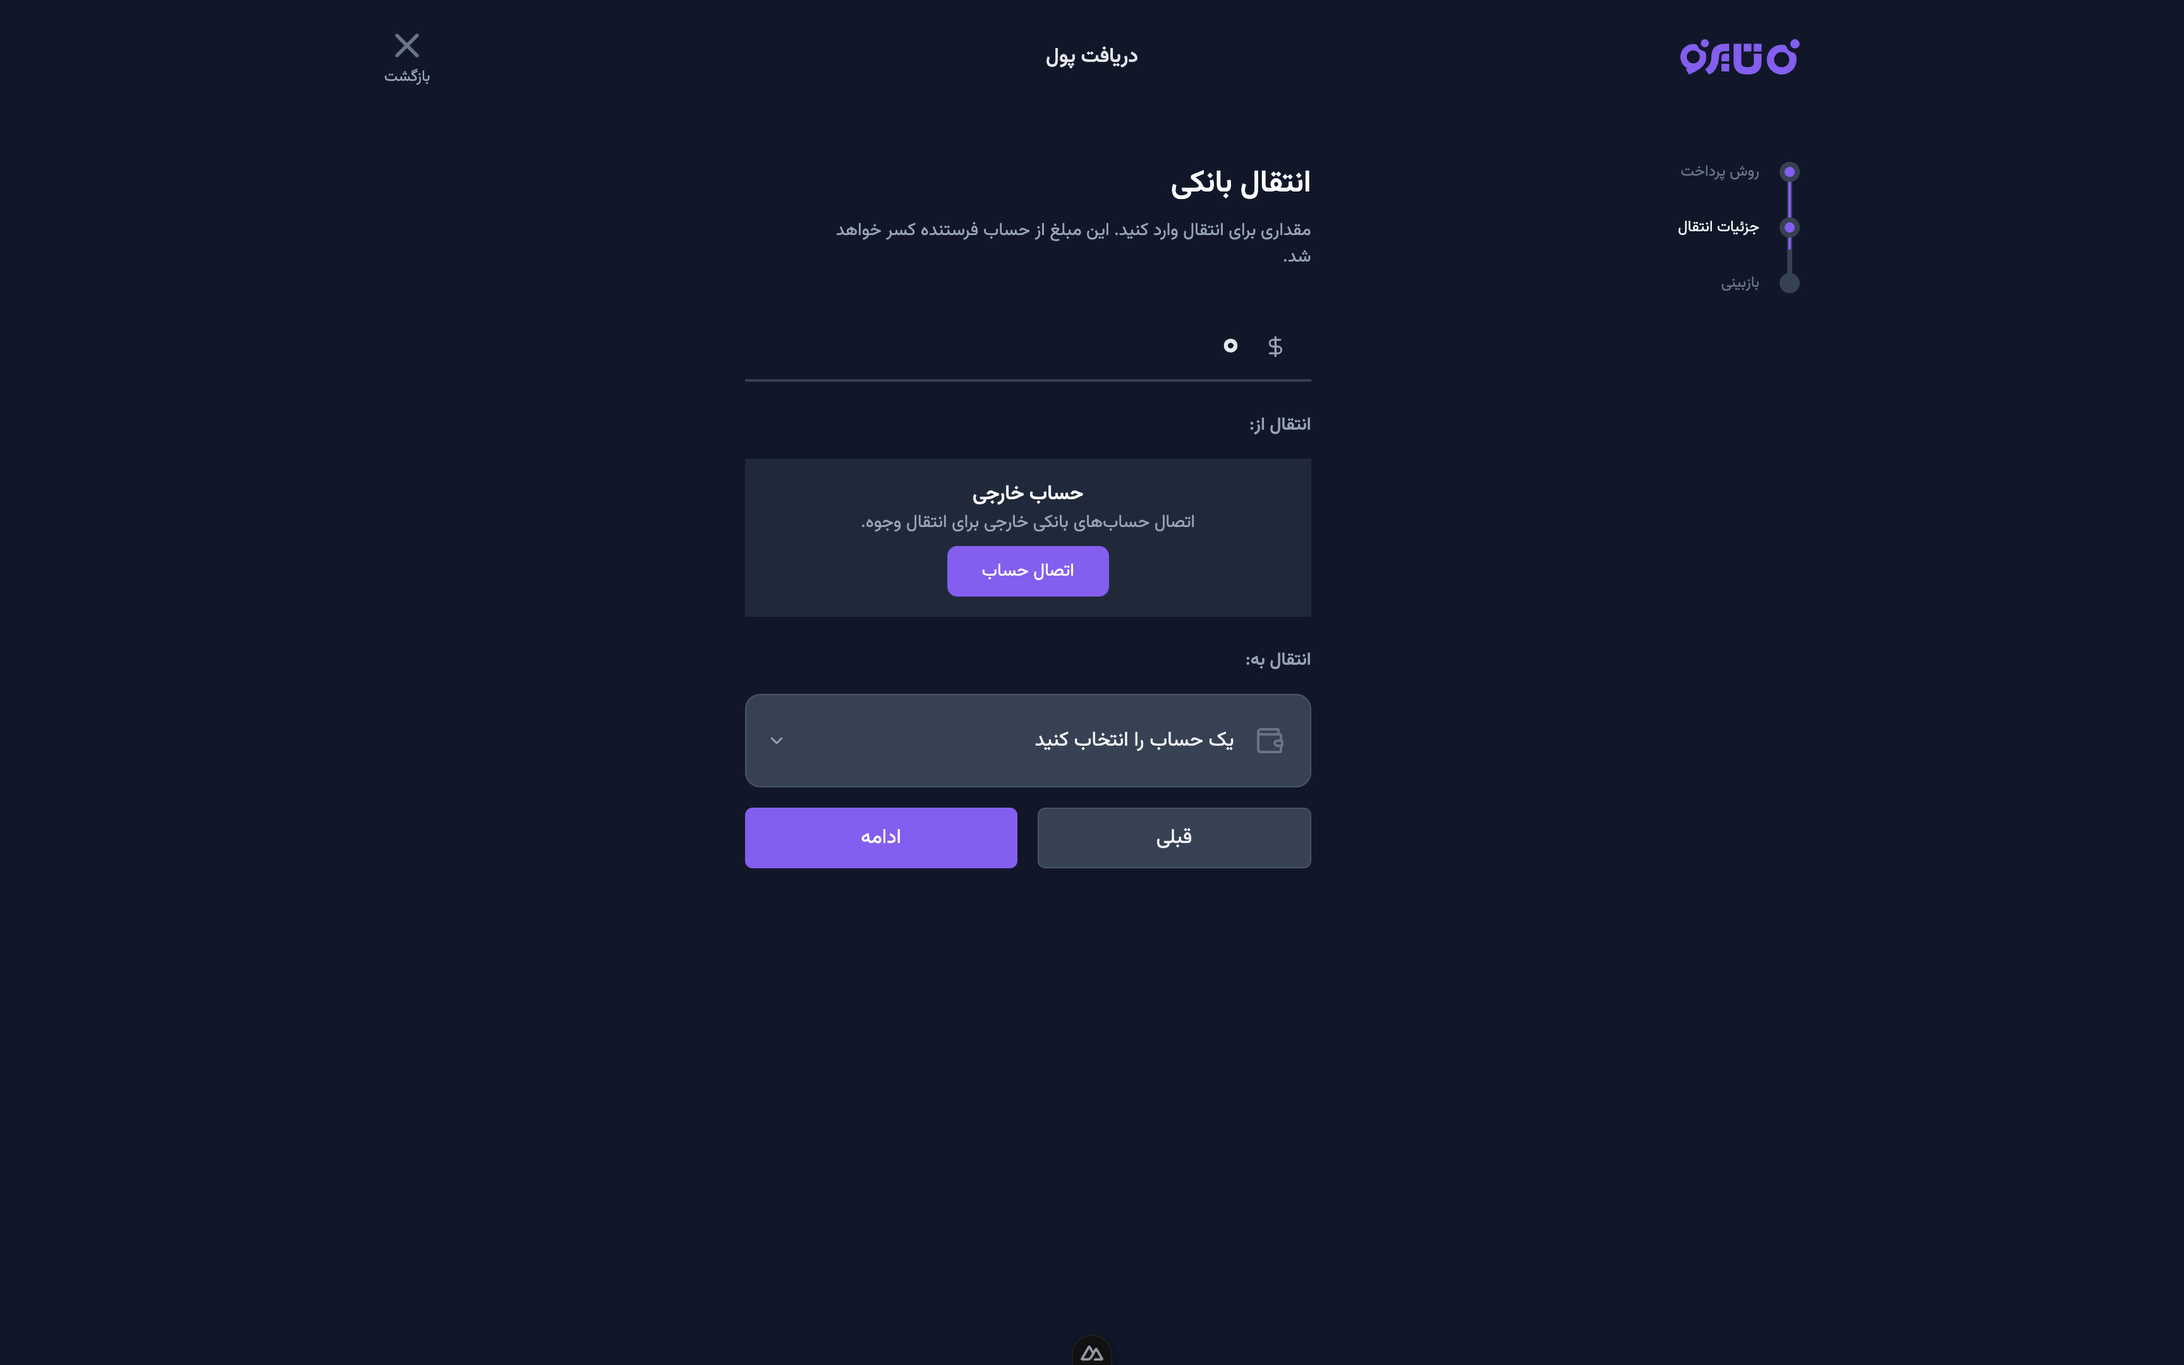 دریافت پول
بازگشت
روش پرداخت
جزئیات انتقال
بازبینی
انتقال بانکی
مقداری برای انتقال وارد کنید. این مبلغ از حساب فرستنده کسر خواهد
شد.
$ ۰
انتقال از:
حساب خارجی
اتصال حساب‌های بانکی خارجی برای انتقال وجوه.
اتصال حساب
انتقال به:
یک حساب را انتخاب کنید
قبلی
ادامه